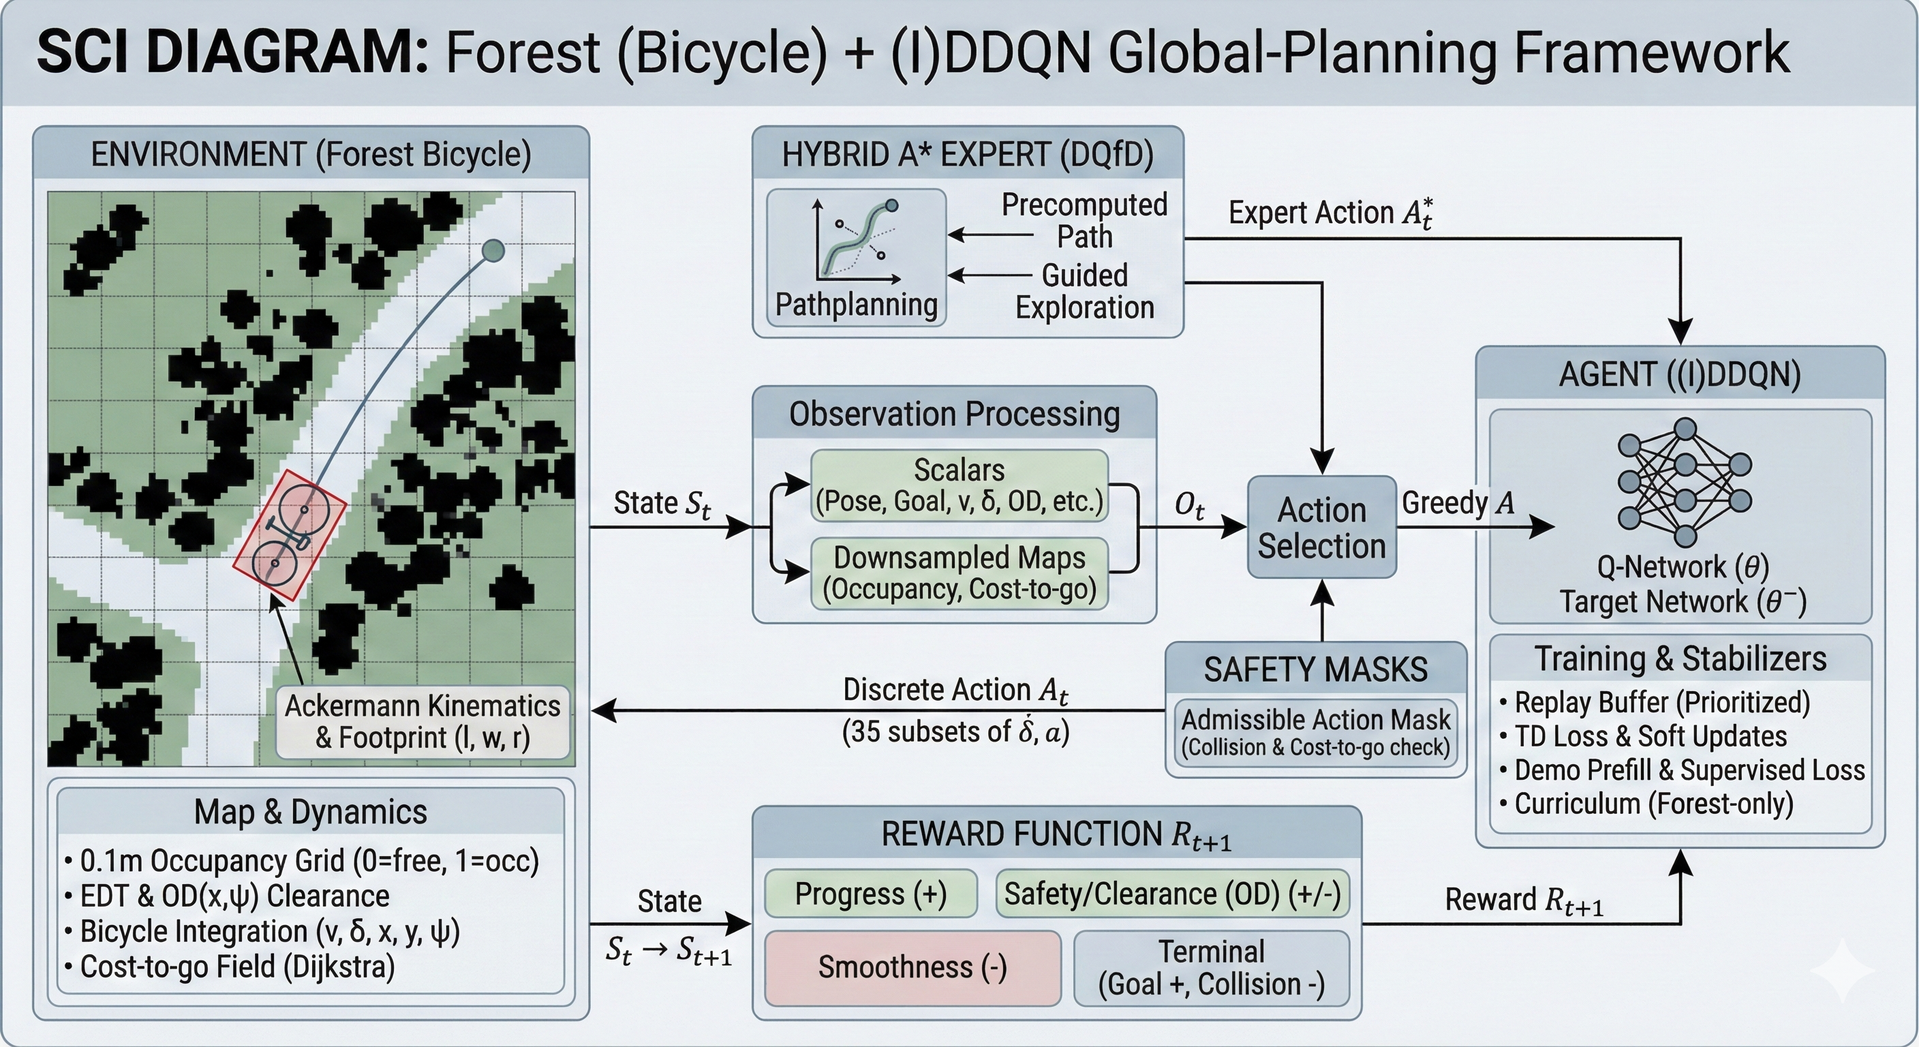 SCI DIAGRAM: Forest (Bicycle) + (I)DDQN Global-Planning Framework
ENVIRONMENT (Forest Bicycle)
Ackermann Kinematics
& Footprint (l, w, r)
Map & Dynamics
• 0.1m Occupancy Grid (0=free, 1=occ)
• EDT & OD(x,ψ) Clearance
• Bicycle Integration (v, δ, x, y, ψ)
• Cost-to-go Field (Dijkstra)
HYBRID A* EXPERT (DQfD)
Pathplanning
Precomputed
Path
Guided
Exploration
Expert Action A*t
State St
Observation Processing
Scalars
(Pose, Goal, v, δ, OD, etc.)
Downsampled Maps
(Occupancy, Cost-to-go)
Ot
Action
Selection
Greedy A
SAFETY MASKS
Admissible Action Mask
(Collision & Cost-to-go check)
Discrete Action At
(35 subsets of δ̇, a)
AGENT ((I)DDQN)
Q-Network (θ)
Target Network (θ⁻)
Training & Stabilizers
• Replay Buffer (Prioritized)
• TD Loss & Soft Updates
• Demo Prefill & Supervised Loss
• Curriculum (Forest-only)
State
St → St+1
REWARD FUNCTION Rt+1
Progress (+)
Safety/Clearance (OD) (+/-)
Smoothness (-)
Terminal
(Goal +, Collision -)
Reward Rt+1